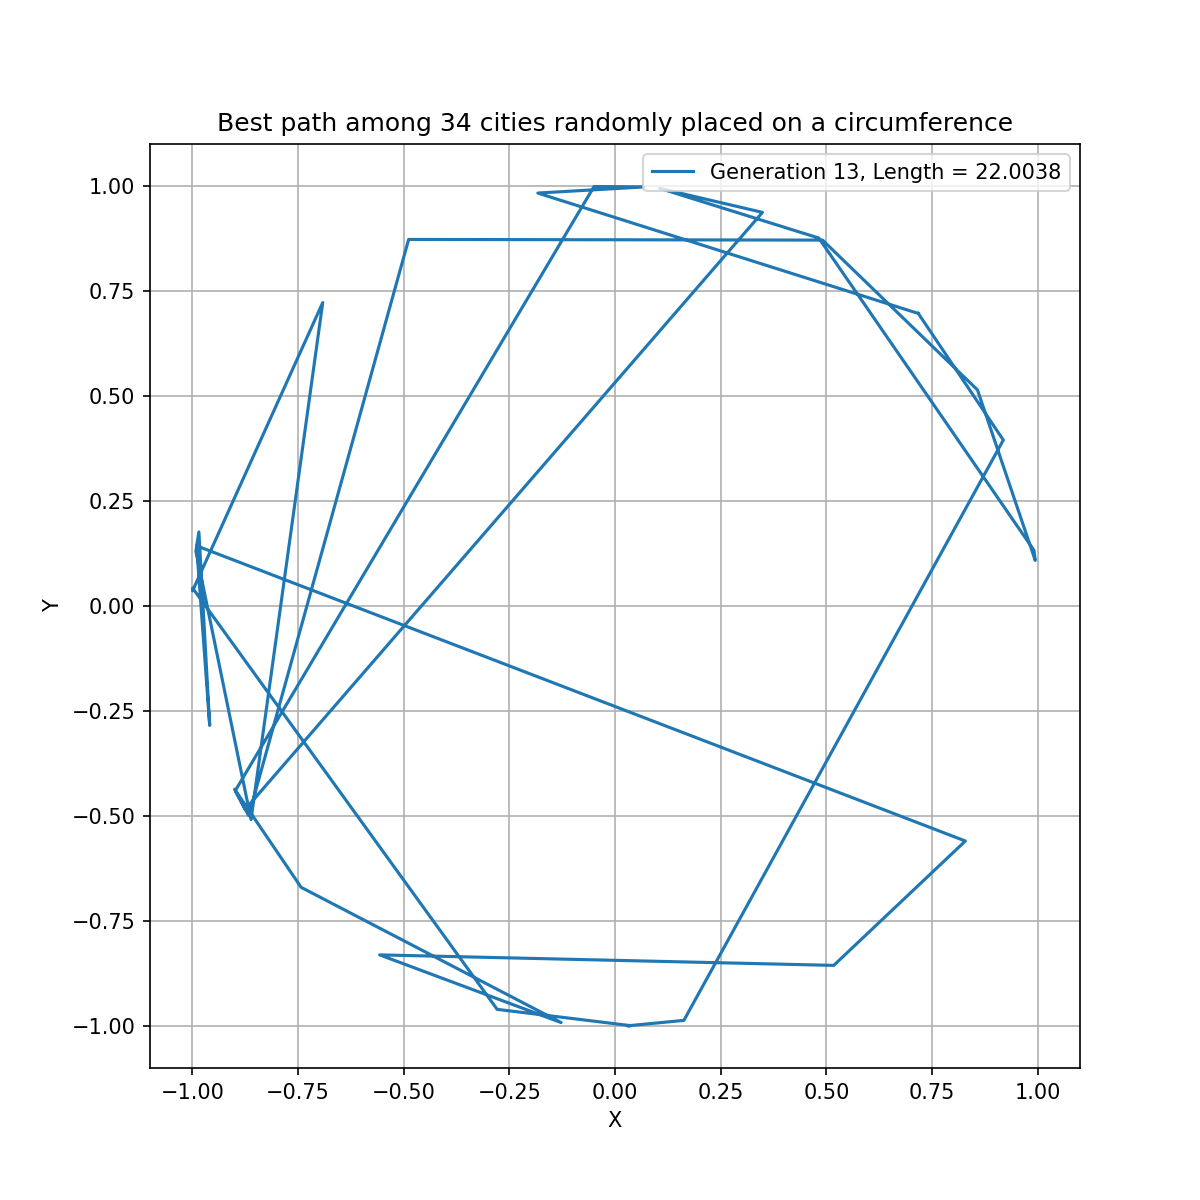 Best path among 34 cities randomly placed on a circumference
Generation 13, Length = 22.0038
1.00
0.75
0.50
0.25
0.00
−0.25
−0.50
−0.75
−1.00
Y
−1.00 −0.75 −0.50 −0.25 0.00 0.25 0.50 0.75 1.00
X